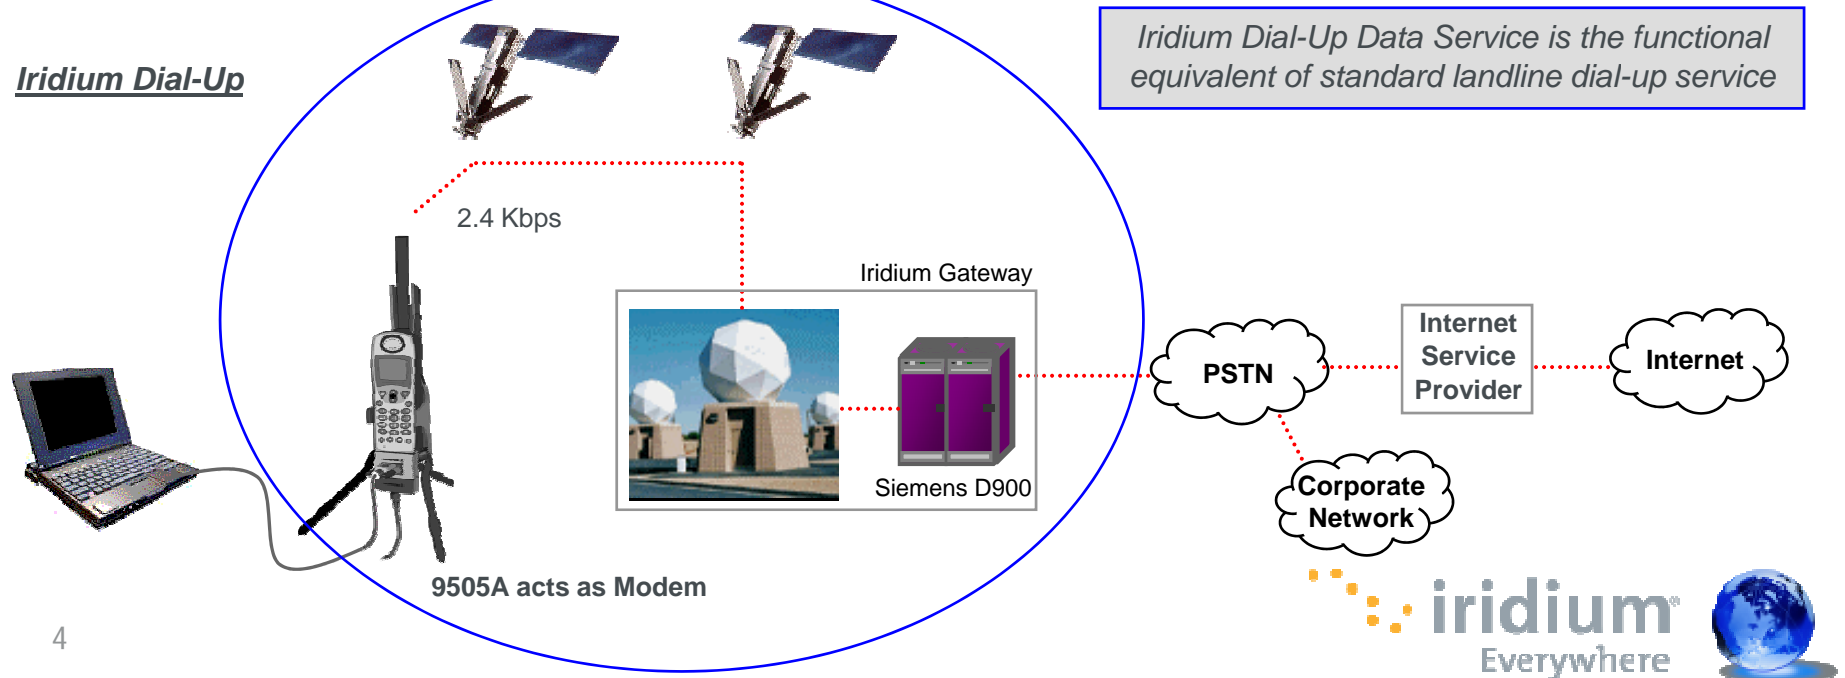 Iridium Dial-Up
Iridium Dial-Up Data Service is the functional
equivalent of standard landline dial-up service
2.4 Kbps
Iridium Gateway
Siemens D900
9505A acts as Modem
PSTN
Internet
Service
Provider
Internet
Corporate
Network
4
iridium
Everywhere